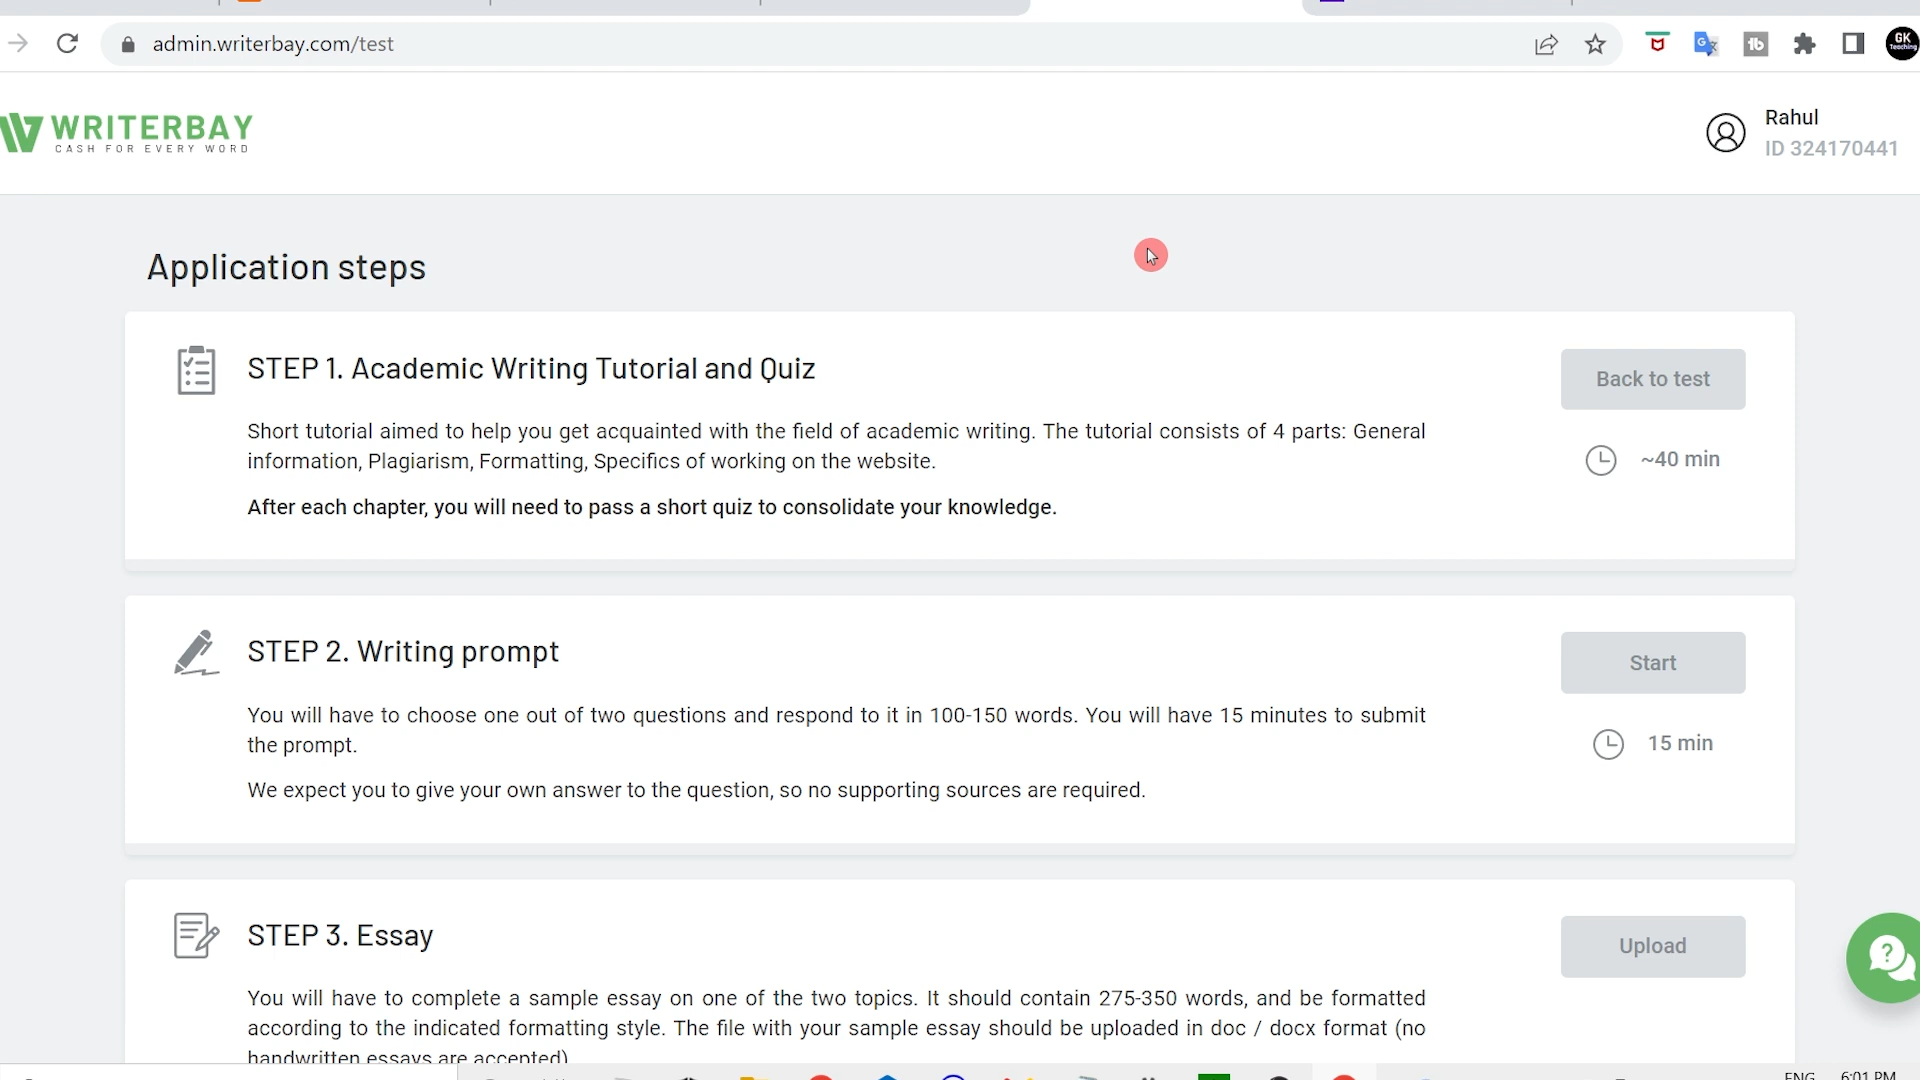 admin.writerbay.com/test
GK
Teaching
WRITERBAY
CASH FOR EVERY WORD
Rahul
ID 324170441
Application steps
STEP 1. Academic Writing Tutorial and Quiz
Back to test
Short tutorial aimed to help you get acquainted with the field of academic writing. The tutorial consists of 4 parts: General
information, Plagiarism, Formatting, Specifics of working on the website.
~40 min
After each chapter, you will need to pass a short quiz to consolidate your knowledge.
STEP 2. Writing prompt
Start
You will have to choose one out of two questions and respond to it in 100-150 words. You will have 15 minutes to submit
the prompt.
15 min
We expect you to give your own answer to the question, so no supporting sources are required.
STEP 3. Essay
Upload
You will have to complete a sample essay on one of the two topics. It should contain 275-350 words, and be formatted
according to the indicated formatting style. The file with your sample essay should be uploaded in doc / docx format (no
handwritten essays are accepted)
ENG
6:01 PM